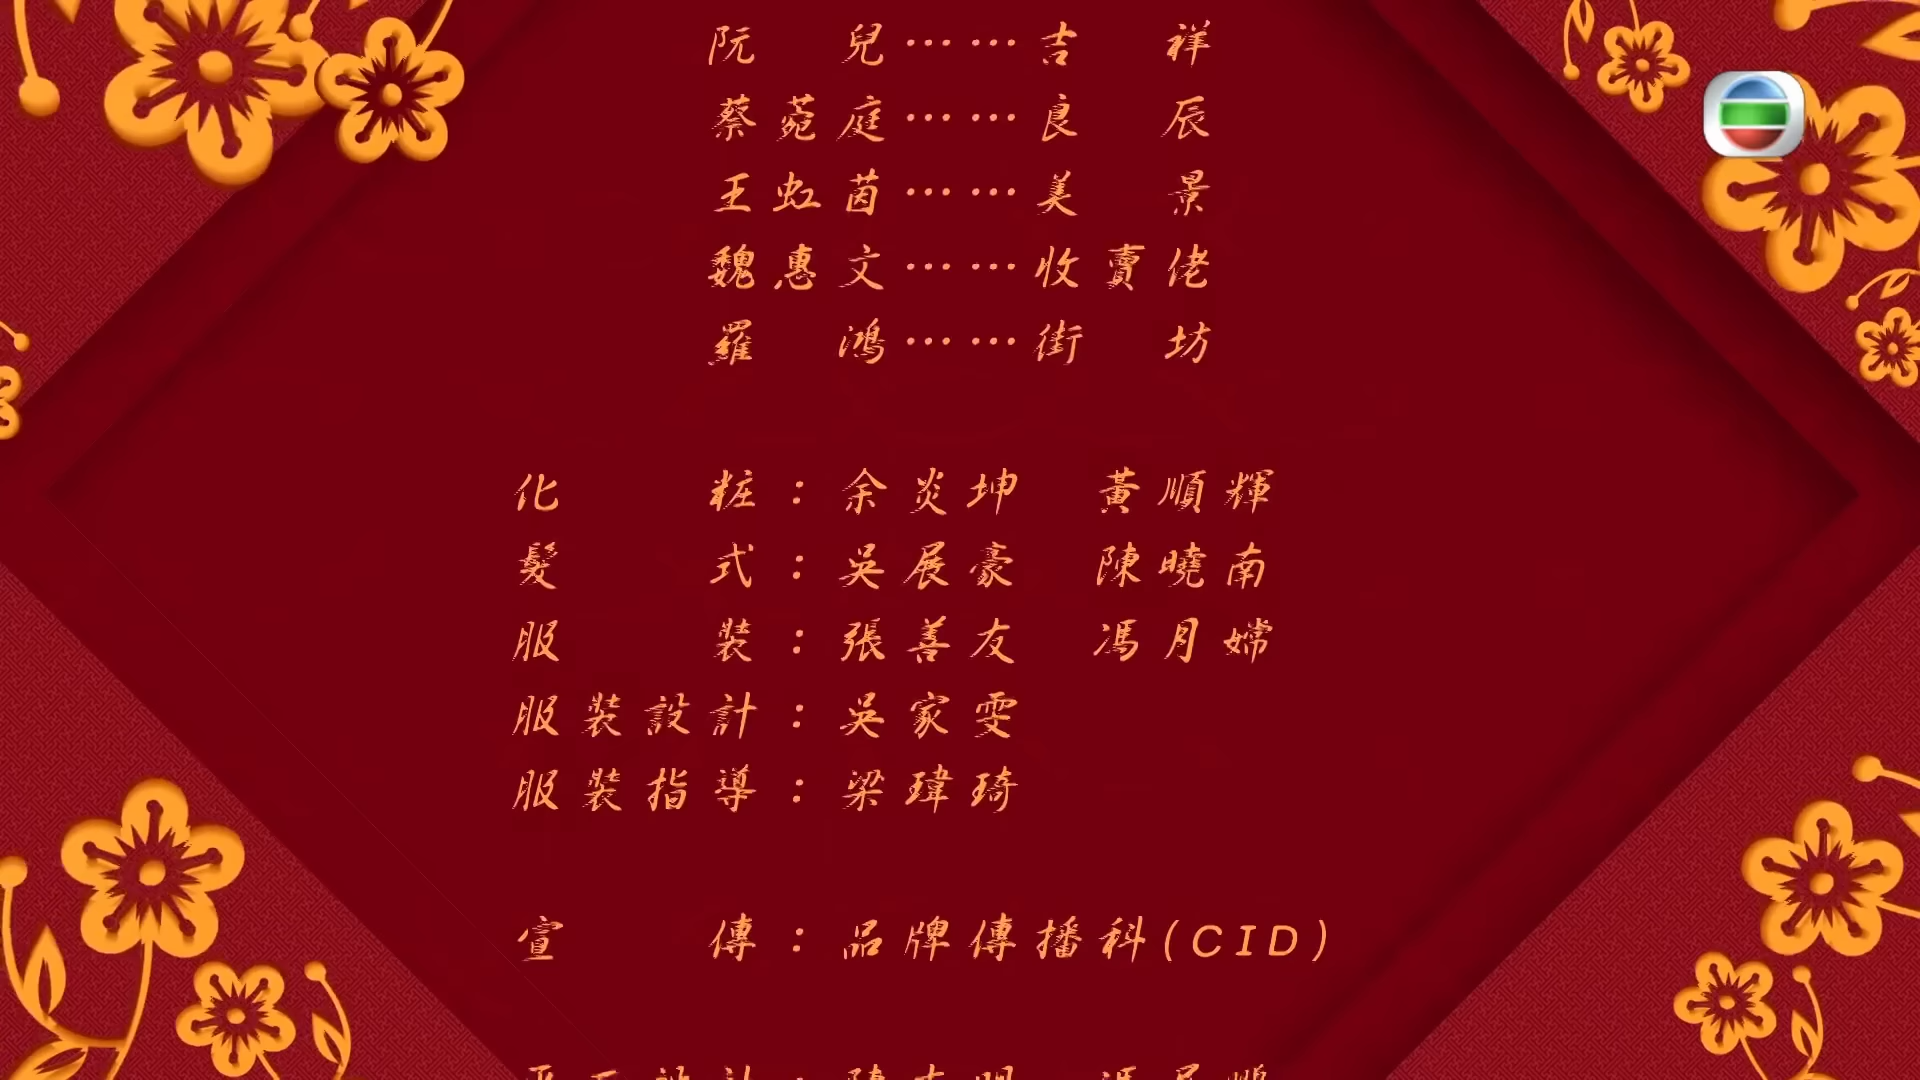 阮　兒……吉　祥
蔡菀庭……良　辰
王虹茵……美　景
魏惠文……收賣佬
羅　鴻……街　坊
化　　粧：余炎坤　黃順輝
髮　　式：吳展豪　陳曉南
服　　裝：張善友　馮月嫦
服裝設計：吳家雯
服裝指導：梁瑋琦
宣　　傳：品牌傳播科(CID)